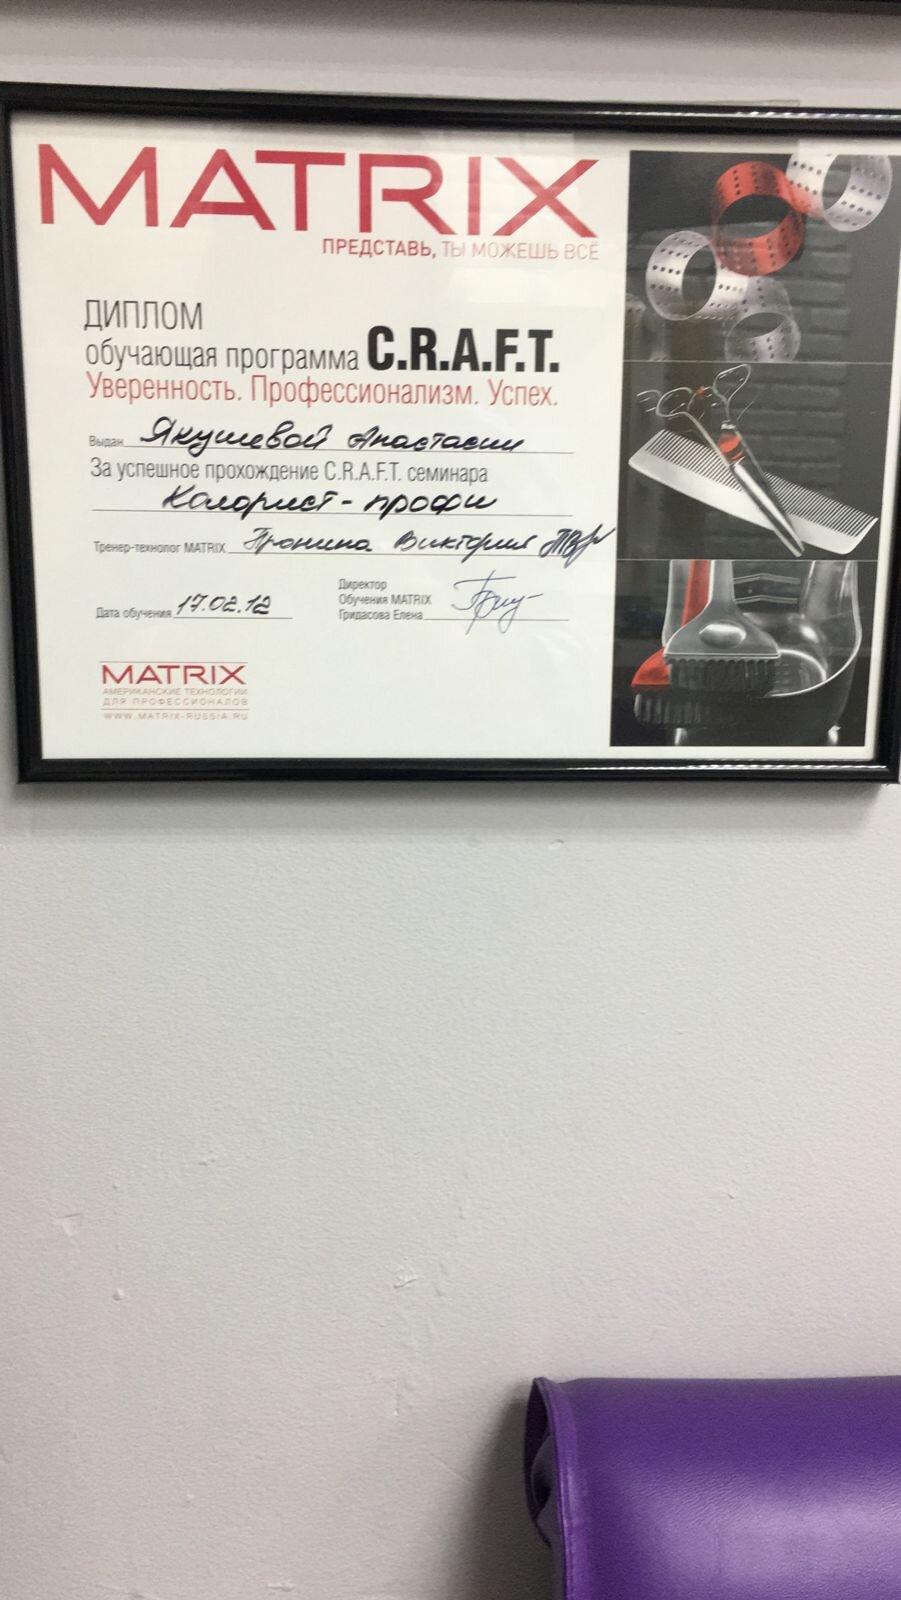 MATRIX
ПРЕДСТАВЬ, ТЫ МОЖЕШЬ ВСЁ
ДИПЛОМ
обучающая программа C.R.A.F.T.
Уверенность. Профессионализм. Успех.
Выдан Якушевой Анастасии
За успешное прохождение C.R.A.F.T. семинара
Колорист-профи
Тренер-технолог MATRIX Пронина Виктория
Дата обучения 17.02.12
Директор
Обучения MATRIX
Гридасова Елена
MATRIX
АМЕРИКАНСКИЕ ТЕХНОЛОГИИ
ДЛЯ ПРОФЕССИОНАЛОВ
WWW.MATRIX-RUSSIA.RU